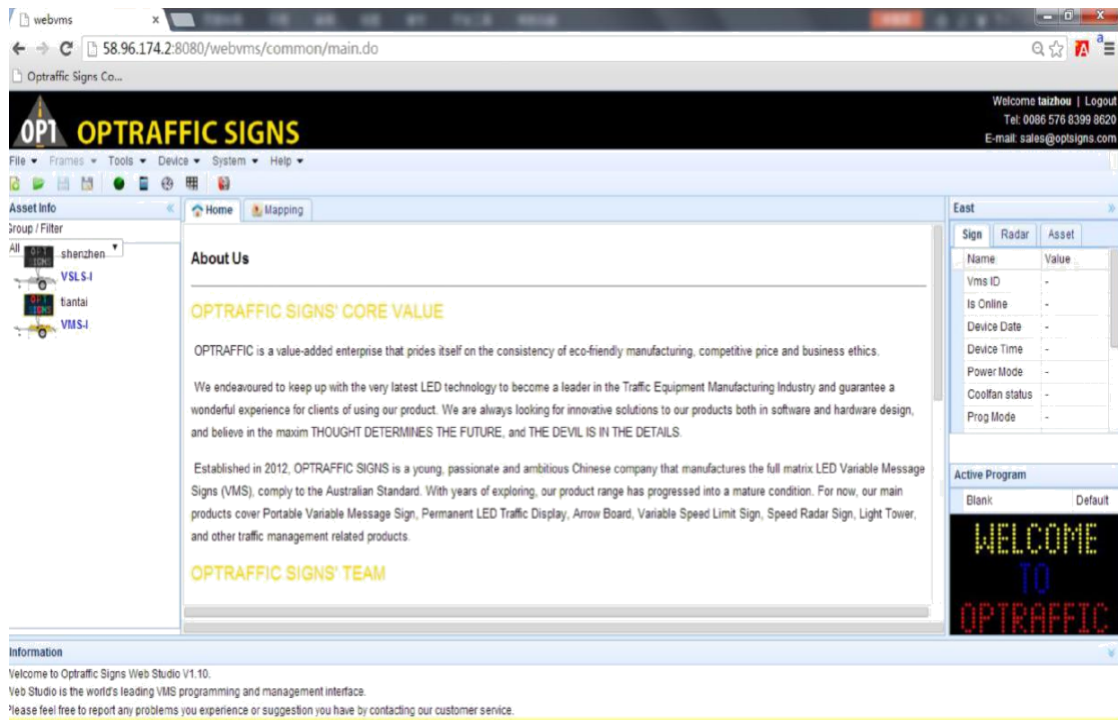 webvms
58.96.174.2:8080/webvms/common/main.do
Optraffic Signs Co...
Welcome taizhou | Logout
Tel: 0086 576 8399 8620
E-mail: sales@optsigns.com
OPT OPTRAFFIC SIGNS
File Frames Tools Device System Help
Asset Info
Group / Filter
All
shenzhen
VSLS-I
tiantai
VMS-I
Home Mapping
About Us
OPTRAFFIC SIGNS' CORE VALUE
OPTRAFFIC is a value-added enterprise that prides itself on the consistency of eco-friendly manufacturing, competitive price and business ethics.
We endeavoured to keep up with the very latest LED technology to become a leader in the Traffic Equipment Manufacturing Industry and guarantee a
wonderful experience for clients of using our product. We are always looking for innovative solutions to our products both in software and hardware design,
and believe in the maxim THOUGHT DETERMINES THE FUTURE, and THE DEVIL IS IN THE DETAILS.
Established in 2012, OPTRAFFIC SIGNS is a young, passionate and ambitious Chinese company that manufactures the full matrix LED Variable Message
Signs (VMS), comply to the Australian Standard. With years of exploring, our product range has progressed into a mature condition. For now, our main
products cover Portable Variable Message Sign, Permanent LED Traffic Display, Arrow Board, Variable Speed Limit Sign, Speed Radar Sign, Light Tower,
and other traffic management related products.
OPTRAFFIC SIGNS' TEAM
East
Sign Radar Asset
Name Value
Vms ID -
Is Online -
Device Date -
Device Time -
Power Mode -
Coolfan status -
Prog Mode -
Active Program
Blank Default
WELCOME
TO
OPTRAFFIC
Information
Welcome to Optraffic Signs Web Studio V1.10.
Web Studio is the world's leading VMS programming and management interface.
Please feel free to report any problems you experience or suggestion you have by contacting our customer service.